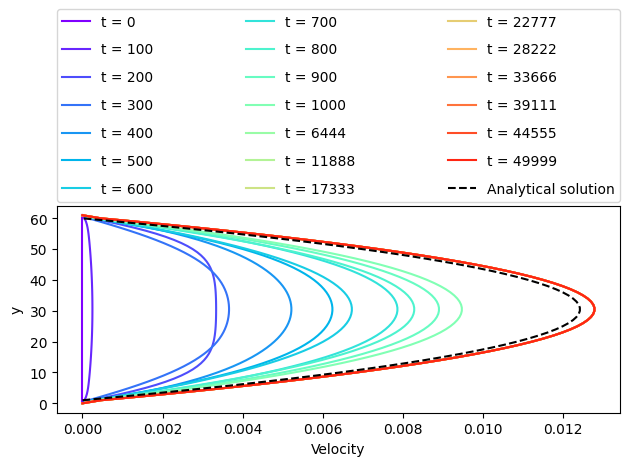 t = 0
t = 100
t = 200
t = 300
t = 400
t = 500
t = 600
t = 700
t = 800
t = 900
t = 1000
t = 6444
t = 11888
t = 17333
t = 22777
t = 28222
t = 33666
t = 39111
t = 44555
t = 49999
Analytical solution
y
60
50
40
30
20
10
0
0.000 0.002 0.004 0.006 0.008 0.010 0.012
Velocity